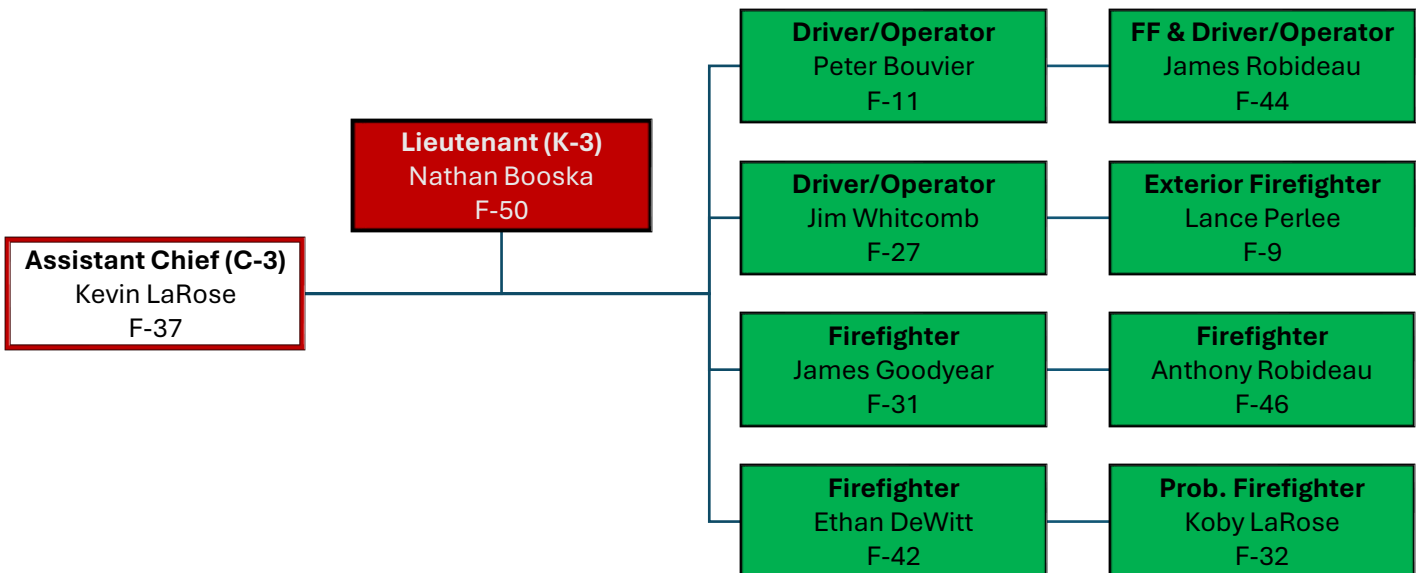 Assistant Chief (C-3)
Kevin LaRose
F-37
Lieutenant (K-3)
Nathan Booska
F-50
Driver/Operator
Peter Bouvier
F-11
FF & Driver/Operator
James Robideau
F-44
Driver/Operator
Jim Whitcomb
F-27
Exterior Firefighter
Lance Perlee
F-9
Firefighter
James Goodyear
F-31
Firefighter
Anthony Robideau
F-46
Firefighter
Ethan DeWitt
F-42
Prob. Firefighter
Koby LaRose
F-32